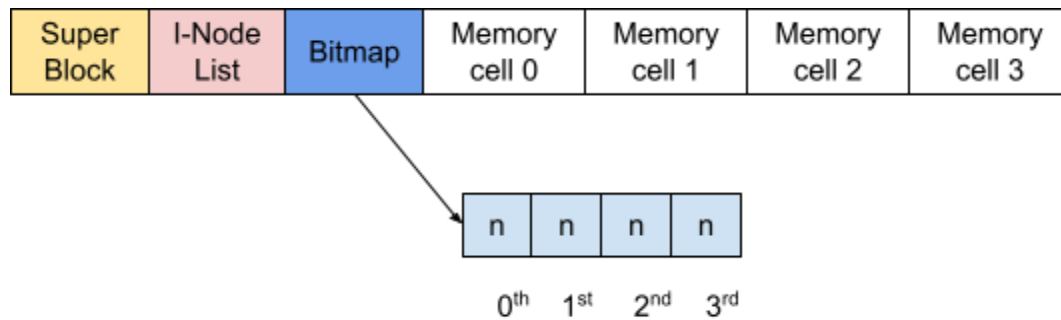 Super Block
I-Node List
Bitmap
Memory cell 0
Memory cell 1
Memory cell 2
Memory cell 3
n n n n
0th 1st 2nd 3rd